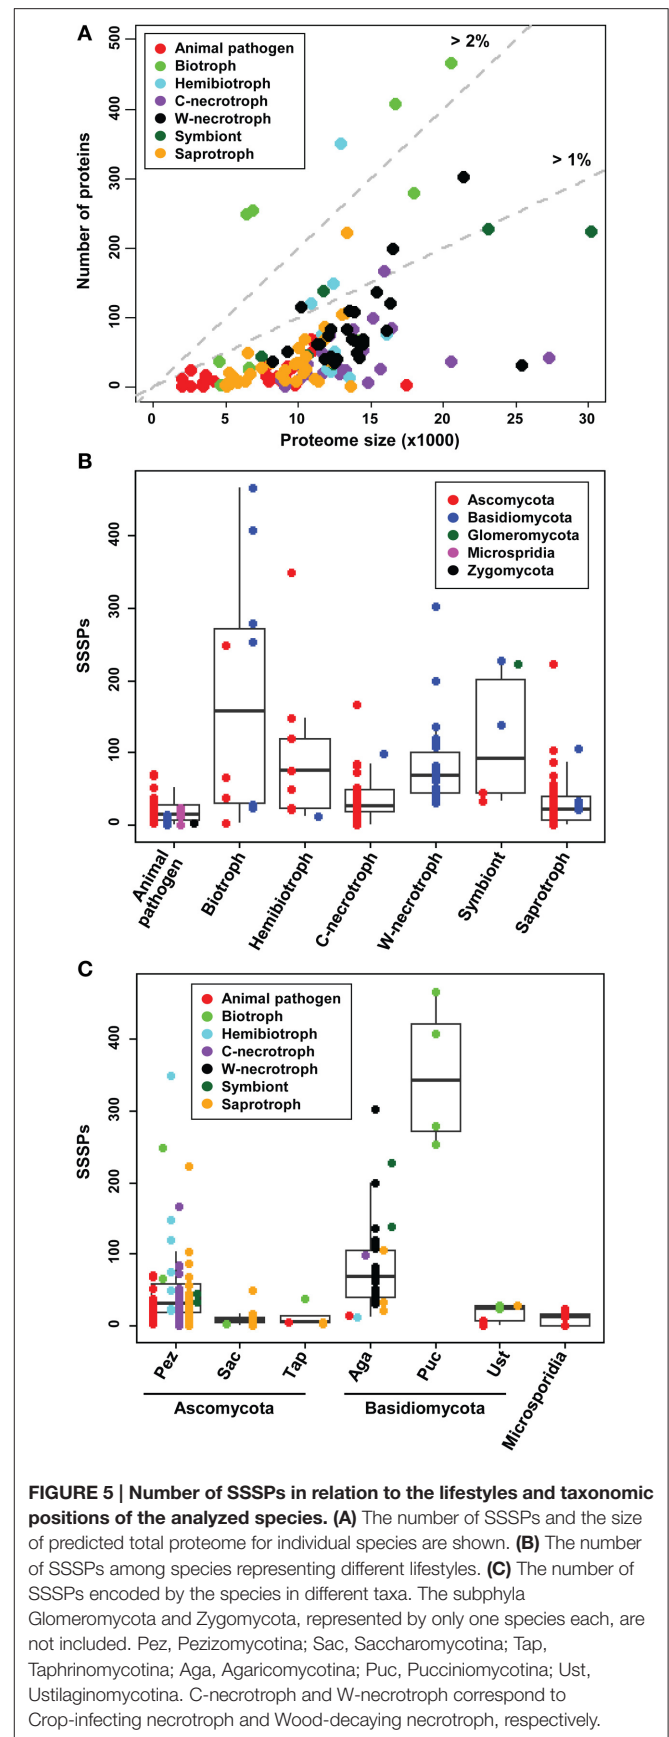 A
500
400
300
200
100
0
Number of proteins
Animal pathogen
Biotroph
Hemibiotroph
C-necrotroph
W-necrotroph
Symbiont
Saprotroph
> 2%
> 1%
0 5 10 15 20 25 30
Proteome size (x1000)
B
400
300
200
100
0
SSSPs
Ascomycota
Basidiomycota
Glomeromycota
Microspridia
Zygomycota
Animal
pathogen
Biotroph
Hemibiotroph
C-necrotroph
W-necrotroph
Symbiont
Saprotroph
C
400
300
200
100
0
SSSPs
Animal pathogen
Biotroph
Hemibiotroph
C-necrotroph
W-necrotroph
Symbiont
Saprotroph
Pez
Sac
Tap
Aga
Puc
Ust
Microsporidia
Ascomycota
Basidiomycota
FIGURE 5 | Number of SSSPs in relation to the lifestyles and taxonomic
positions of the analyzed species. (A) The number of SSSPs and the size
of predicted total proteome for individual species are shown. (B) The number
of SSSPs among species representing different lifestyles. (C) The number of
SSSPs encoded by the species in different taxa. The subphyla
Glomeromycota and Zygomycota, represented by only one species each, are
not included. Pez, Pezizomycotina; Sac, Saccharomycotina; Tap,
Taphrinomycotina; Aga, Agaricomycotina; Puc, Pucciniomycotina; Ust,
Ustilaginomycotina. C-necrotroph and W-necrotroph correspond to
Crop-infecting necrotroph and Wood-decaying necrotroph, respectively.